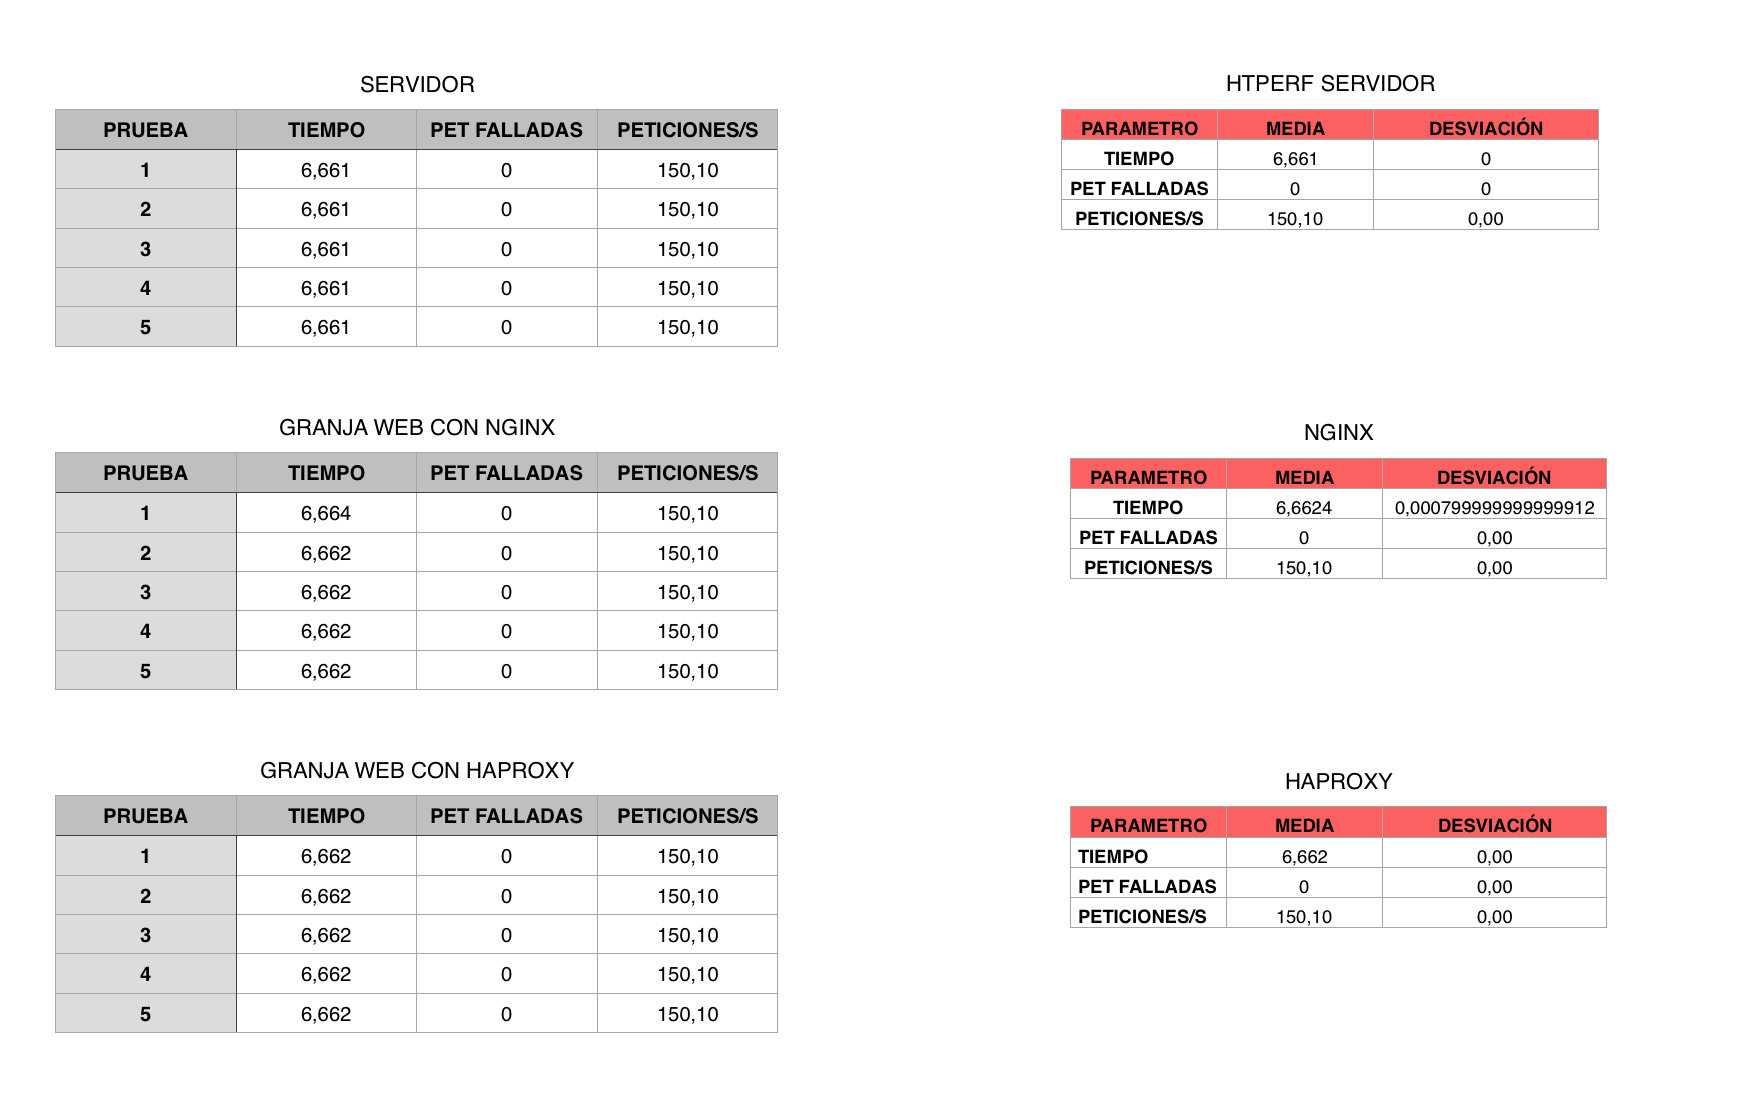 SERVIDOR
PRUEBA TIEMPO PET FALLADAS PETICIONES/S
1 6,661 0 150,10
2 6,661 0 150,10
3 6,661 0 150,10
4 6,661 0 150,10
5 6,661 0 150,10
HTPERF SERVIDOR
PARAMETRO MEDIA DESVIACIÓN
TIEMPO 6,661 0
PET FALLADAS 0 0
PETICIONES/S 150,10 0,00
GRANJA WEB CON NGINX
PRUEBA TIEMPO PET FALLADAS PETICIONES/S
1 6,664 0 150,10
2 6,662 0 150,10
3 6,662 0 150,10
4 6,662 0 150,10
5 6,662 0 150,10
NGINX
PARAMETRO MEDIA DESVIACIÓN
TIEMPO 6,6624 0,000799999999999912
PET FALLADAS 0 0,00
PETICIONES/S 150,10 0,00
GRANJA WEB CON HAPROXY
PRUEBA TIEMPO PET FALLADAS PETICIONES/S
1 6,662 0 150,10
2 6,662 0 150,10
3 6,662 0 150,10
4 6,662 0 150,10
5 6,662 0 150,10
HAPROXY
PARAMETRO MEDIA DESVIACIÓN
TIEMPO 6,662 0,00
PET FALLADAS 0 0,00
PETICIONES/S 150,10 0,00